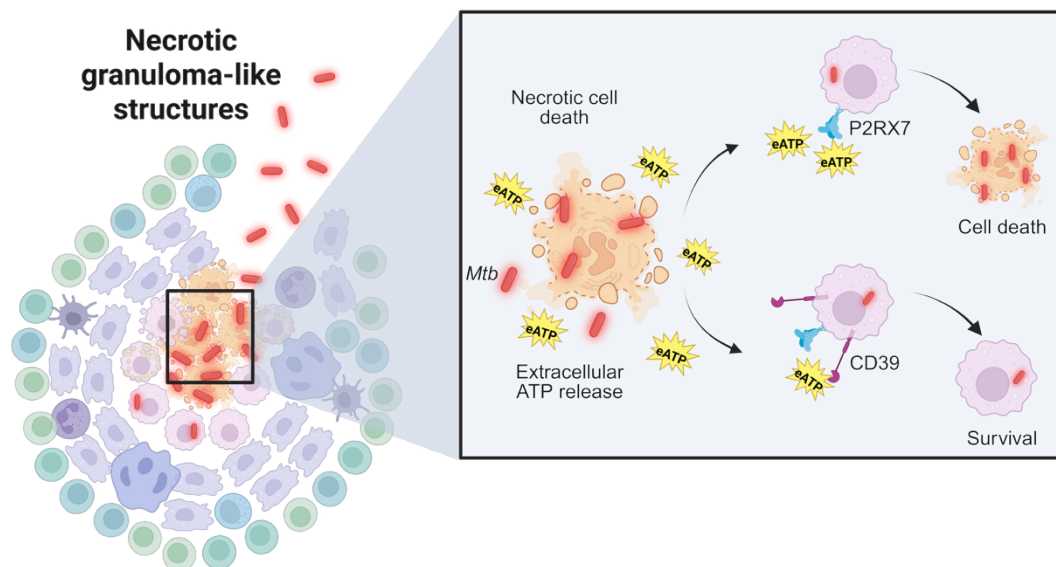 Necrotic
granuloma-like
structures
Necrotic cell
death
eATP
eATP
eATP
Mtb
eATP
eATP
Extracellular
ATP release
P2RX7
eATP
eATP
Cell death
CD39
eATP
Survival